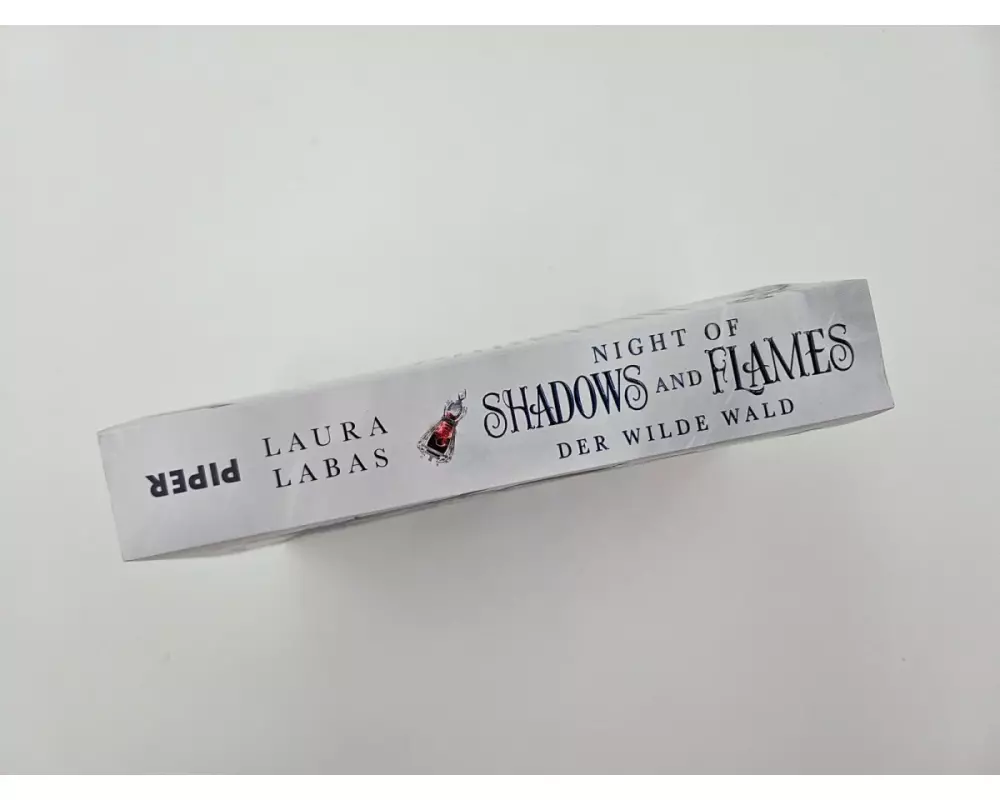 PIPER
LAURA
LABAS
NIGHT OF
SHADOWS AND FLAMES
DER WILDE WALD